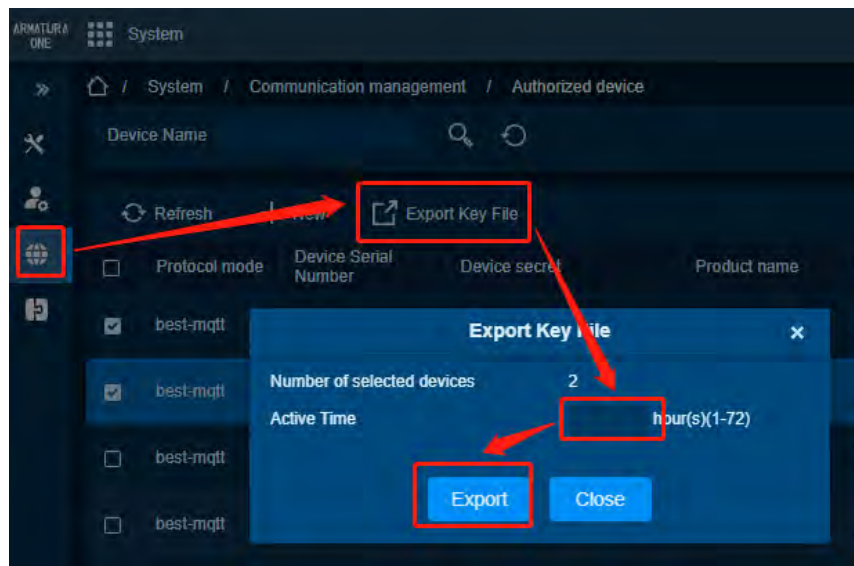 ARMATURA
ONE
System
/ System / Communication management / Authorized device
Device Name
Refresh
New
Export Key File
Protocol mode
Device Serial
Number
Device secret
Product name
best-mqtt
Export Key File
×
best-mqtt
Number of selected devices 2
Active Time hour(s)(1-72)
best-mqtt
Export
Close
best-mqtt